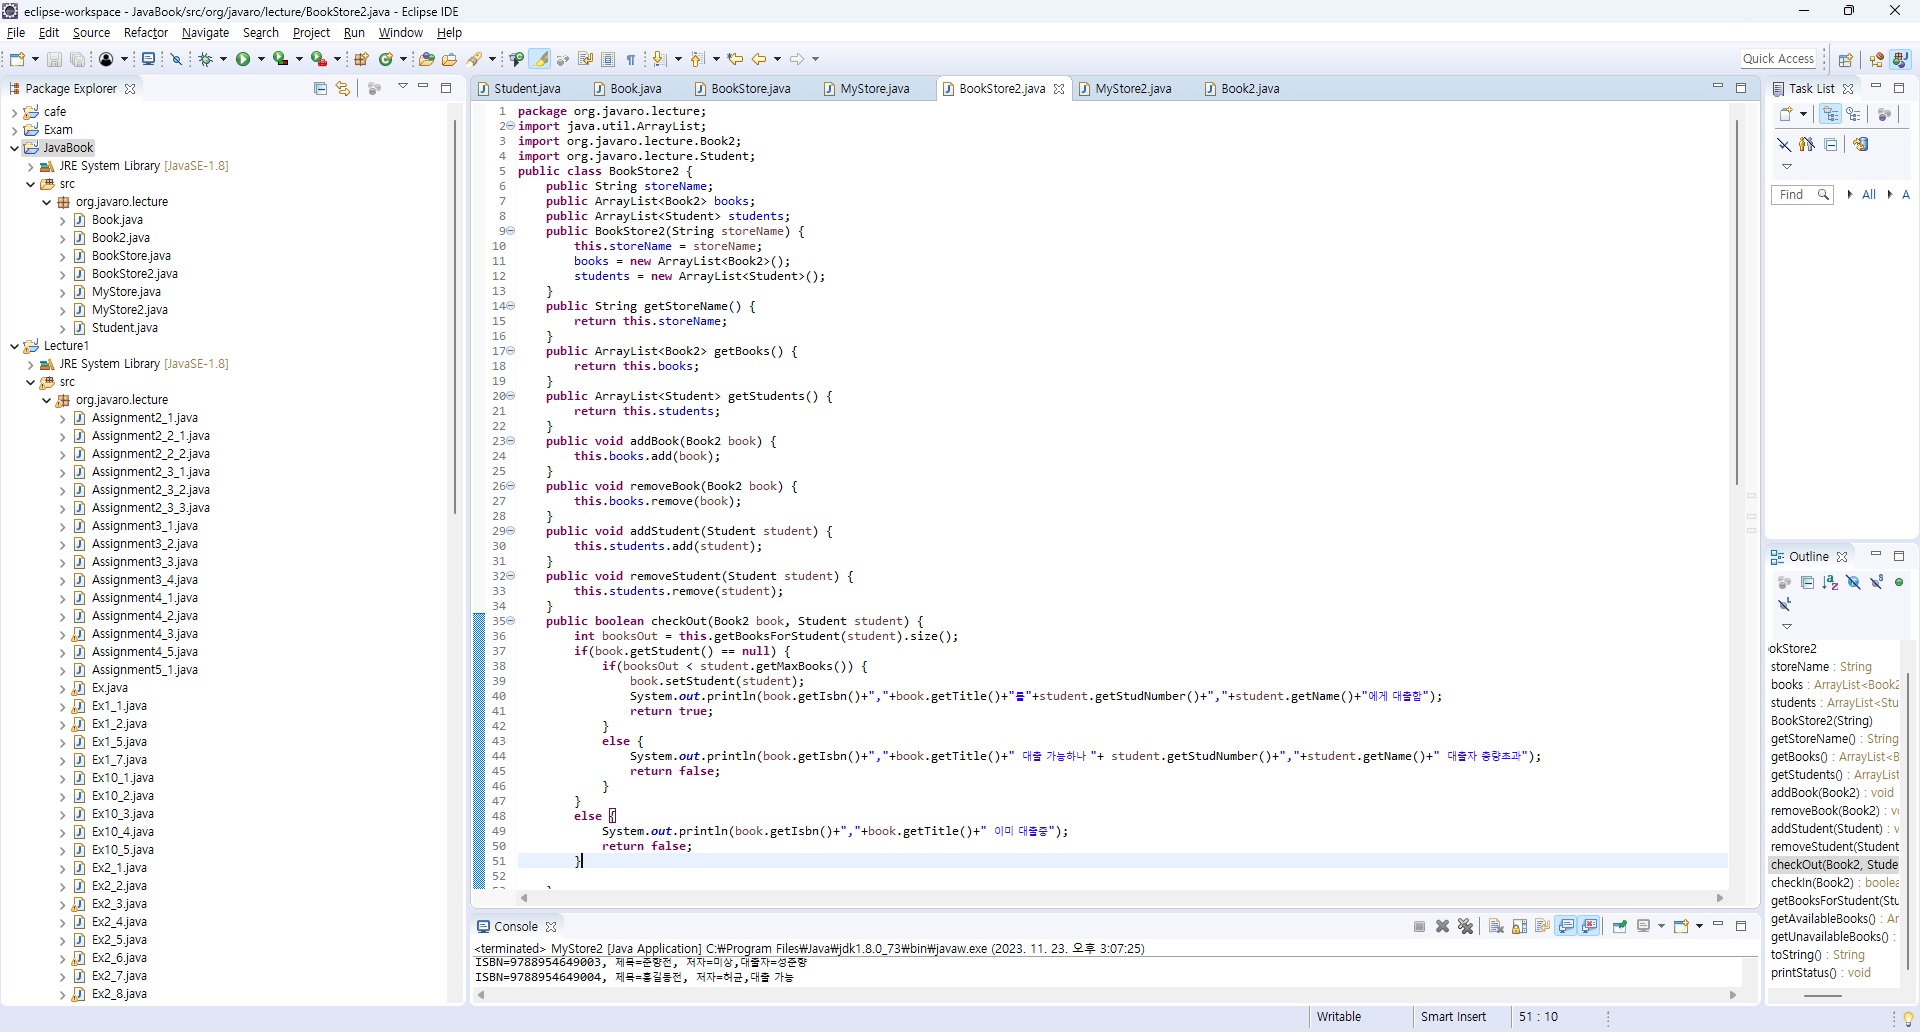 eclipse-workspace - JavaBook/src/org/javaro/lecture/BookStore2.java - Eclipse IDE
File Edit Source Refactor Navigate Search Project Run Window Help
Quick Access
Package Explorer
cafe
Exam
JavaBook
JRE System Library [JavaSE-1.8]
src
org.javaro.lecture
Book.java
Book2.java
BookStore.java
BookStore2.java
MyStore.java
MyStore2.java
Student.java
Lecture1
JRE System Library [JavaSE-1.8]
src
org.javaro.lecture
Assignment2_1.java
Assignment2_2_1.java
Assignment2_2_2.java
Assignment2_3_1.java
Assignment2_3_2.java
Assignment2_3_3.java
Assignment3_1.java
Assignment3_2.java
Assignment3_3.java
Assignment3_4.java
Assignment4_1.java
Assignment4_2.java
Assignment4_3.java
Assignment4_5.java
Assignment5_1.java
Ex.java
Ex1_1.java
Ex1_2.java
Ex1_5.java
Ex1_7.java
Ex10_1.java
Ex10_2.java
Ex10_3.java
Ex10_4.java
Ex10_5.java
Ex2_1.java
Ex2_2.java
Ex2_3.java
Ex2_4.java
Ex2_5.java
Ex2_6.java
Ex2_7.java
Ex2_8.java
Student.java Book.java BookStore.java MyStore.java BookStore2.java MyStore2.java Book2.java
1 package org.javaro.lecture;
2 import java.util.ArrayList;
3 import org.javaro.lecture.Book2;
4 import org.javaro.lecture.Student;
5 public class BookStore2 {
6 public String storeName;
7 public ArrayList<Book2> books;
8 public ArrayList<Student> students;
9 public BookStore2(String storeName) {
10 this.storeName = storeName;
11 books = new ArrayList<Book2>();
12 students = new ArrayList<Student>();
13 }
14 public String getStoreName() {
15 return this.storeName;
16 }
17 public ArrayList<Book2> getBooks() {
18 return this.books;
19 }
20 public ArrayList<Student> getStudents() {
21 return this.students;
22 }
23 public void addBook(Book2 book) {
24 this.books.add(book);
25 }
26 public void removeBook(Book2 book) {
27 this.books.remove(book);
28 }
29 public void addStudent(Student student) {
30 this.students.add(student);
31 }
32 public void removeStudent(Student student) {
33 this.students.remove(student);
34 }
35 public boolean checkOut(Book2 book, Student student) {
36 int booksOut = this.getBooksForStudent(student).size();
37 if(book.getStudent() == null) {
38 if(booksOut < student.getMaxBooks()) {
39 book.setStudent(student);
40 System.out.println(book.getIsbn()+","+book.getTitle()+"를"+student.getStudNumber()+","+student.getName()+"에게 대출함");
41 return true;
42 }
43 else {
44 System.out.println(book.getIsbn()+","+book.getTitle()+" 대출 가능하나 "+ student.getStudNumber()+","+student.getName()+" 대출자 총량초과");
45 return false;
46 }
47 }
48 else {
49 System.out.println(book.getIsbn()+","+book.getTitle()+" 이미 대출중");
50 return false;
51 }
52
Task List
Find All A
Outline
okStore2
storeName : String
books : ArrayList<Book2
students : ArrayList<Stu
BookStore2(String)
getStoreName() : String
getBooks() : ArrayList<B
getStudents() : ArrayList
addBook(Book2) : void
removeBook(Book2) : v
addStudent(Student) : v
removeStudent(Student
checkOut(Book2, Stude
checkIn(Book2) : boolea
getBooksForStudent(Stu
getAvailableBooks() : Ar
getUnavailableBooks() :
toString() : String
printStatus() : void
Console
<terminated> MyStore2 [Java Application] C:₩Program Files₩Java₩jdk1.8.0_73₩bin₩javaw.exe (2023. 11. 23. 오후 3:07:25)
ISBN=9788954649003, 제목=춘향전, 저자=미상,대출자=성춘향
ISBN=9788954649004, 제목=홍길동전, 저자=허균,대출 가능
Writable Smart Insert 51 : 10